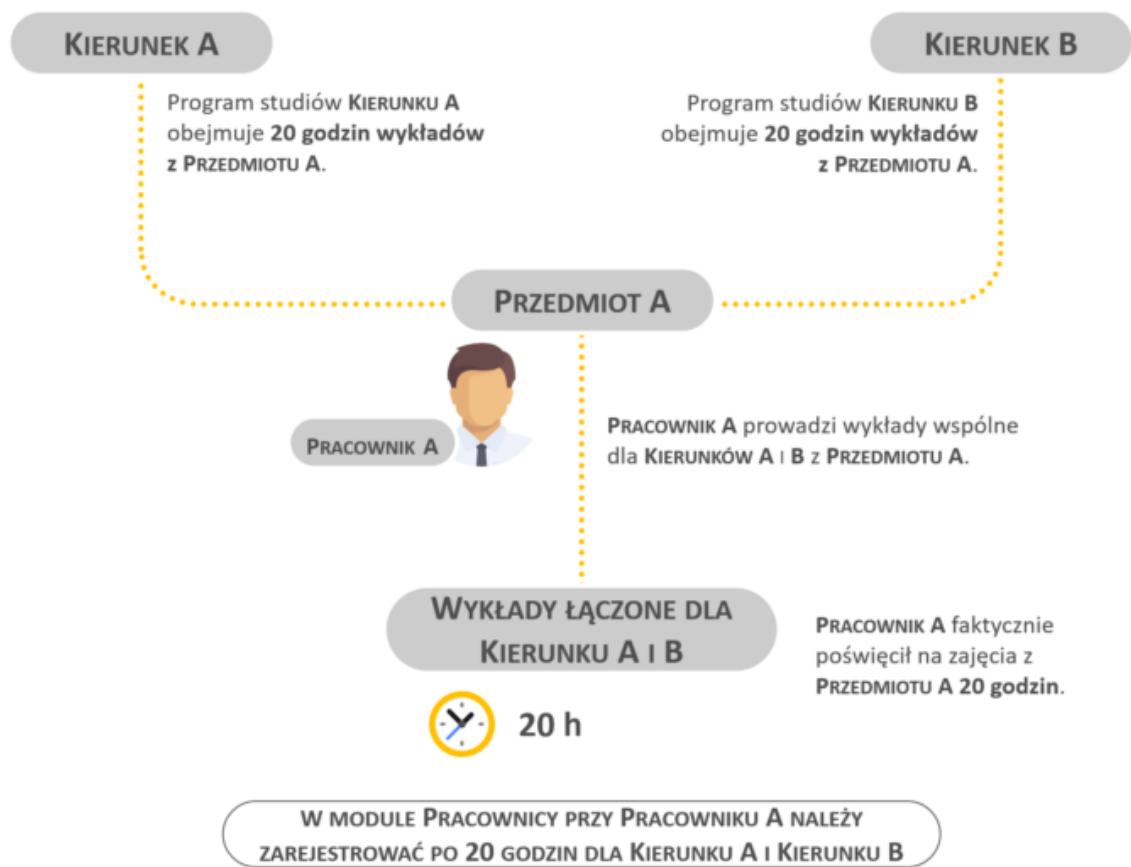 KIERUNEK A
KIERUNEK B
Program studiów KIERUNKU A
obejmuje 20 godzin wykładów
z PRZEDMIOTU A.
Program studiów KIERUNKU B
obejmuje 20 godzin wykładów
z PRZEDMIOTU A.
PRZEDMIOT A
PRACOWNIK A
PRACOWNIK A prowadzi wykłady wspólne
dla KIERUNKÓW A I B z PRZEDMIOTU A.
WYKŁADY ŁĄCZONE DLA
KIERUNKU A I B
PRACOWNIK A faktycznie
poświęcił na zajęcia z
PRZEDMIOTU A 20 godzin.
20 h
W MODULE PRACOWNICY PRZY PRACOWNIKU A NALEŻY
ZAREJESTROWAĆ PO 20 GODZIN DLA KIERUNKU A I KIERUNKU B